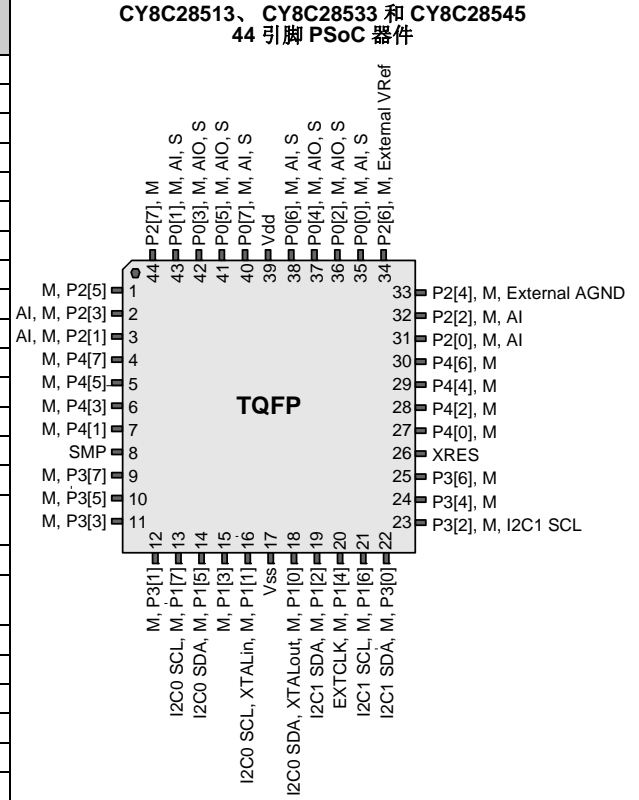 CY8C28513、 CY8C28533 和 CY8C28545
44 引脚 PSoC 器件
P2[7], M
P0[1], M, AI, S
P0[3], M, AIO, S
P0[5], M, AIO, S
P0[7], M, AI, S
Vdd
P0[6], M, AI, S
P0[4], M, AIO, S
P0[2], M, AIO, S
P0[0], M, AI, S
P2[6], M, External VRef
44
43
42
41
40
39
38
37
36
35
34
M, P2[5] 1
AI, M, P2[3] 2
AI, M, P2[1] 3
M, P4[7] 4
M, P4[5] 5
M, P4[3] 6
M, P4[1] 7
SMP 8
M, P3[7] 9
M, P3[5] 10
M, P3[3] 11
TQFP
33 P2[4], M, External AGND
32 P2[2], M, AI
31 P2[0], M, AI
30 P4[6], M
29 P4[4], M
28 P4[2], M
27 P4[0], M
26 XRES
25 P3[6], M
24 P3[4], M
23 P3[2], M, I2C1 SCL
12
13
14
15
16
17
18
19
20
21
22
M, P3[1]
I2C0 SCL, M, P1[7]
I2C0 SDA, M, P1[5]
M, P1[3]
I2C0 SCL, XTALin, M, P1[1]
Vss
I2C0 SDA, XTALout, M, P1[0]
I2C1 SDA, M, P1[2]
EXTCLK, M, P1[4]
I2C1 SCL, M, P1[6]
I2C1 SDA, M, P3[0]